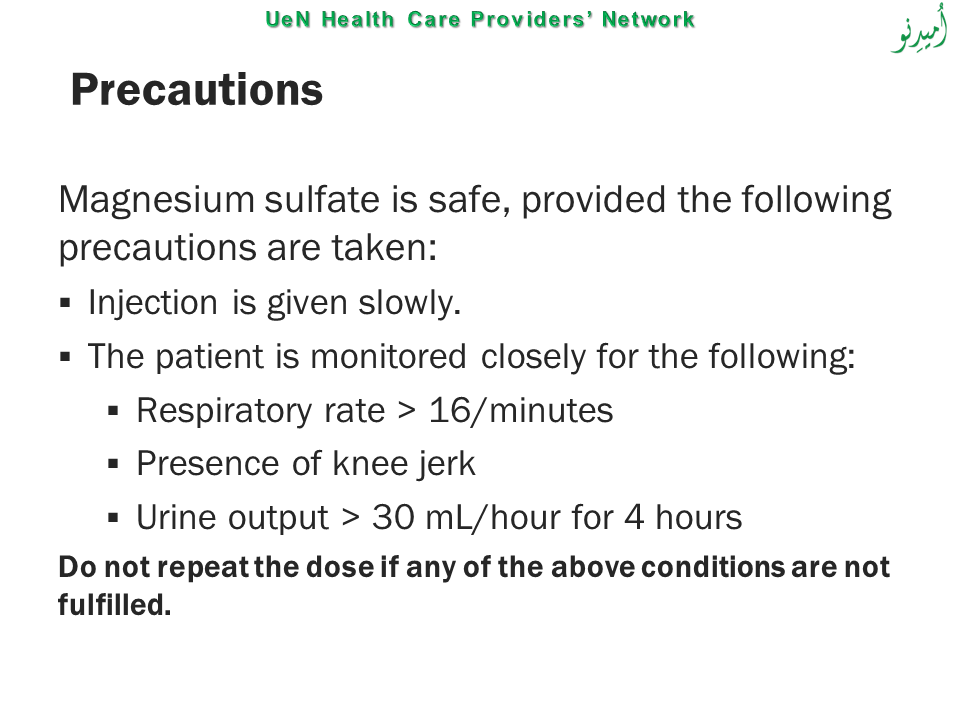 UeN Health Care Providers’ Network
اُمیدِنو
Precautions
Magnesium sulfate is safe, provided the following
precautions are taken:
▪ Injection is given slowly.
▪ The patient is monitored closely for the following:
▪ Respiratory rate > 16/minutes
▪ Presence of knee jerk
▪ Urine output > 30 mL/hour for 4 hours
Do not repeat the dose if any of the above conditions are not
fulfilled.